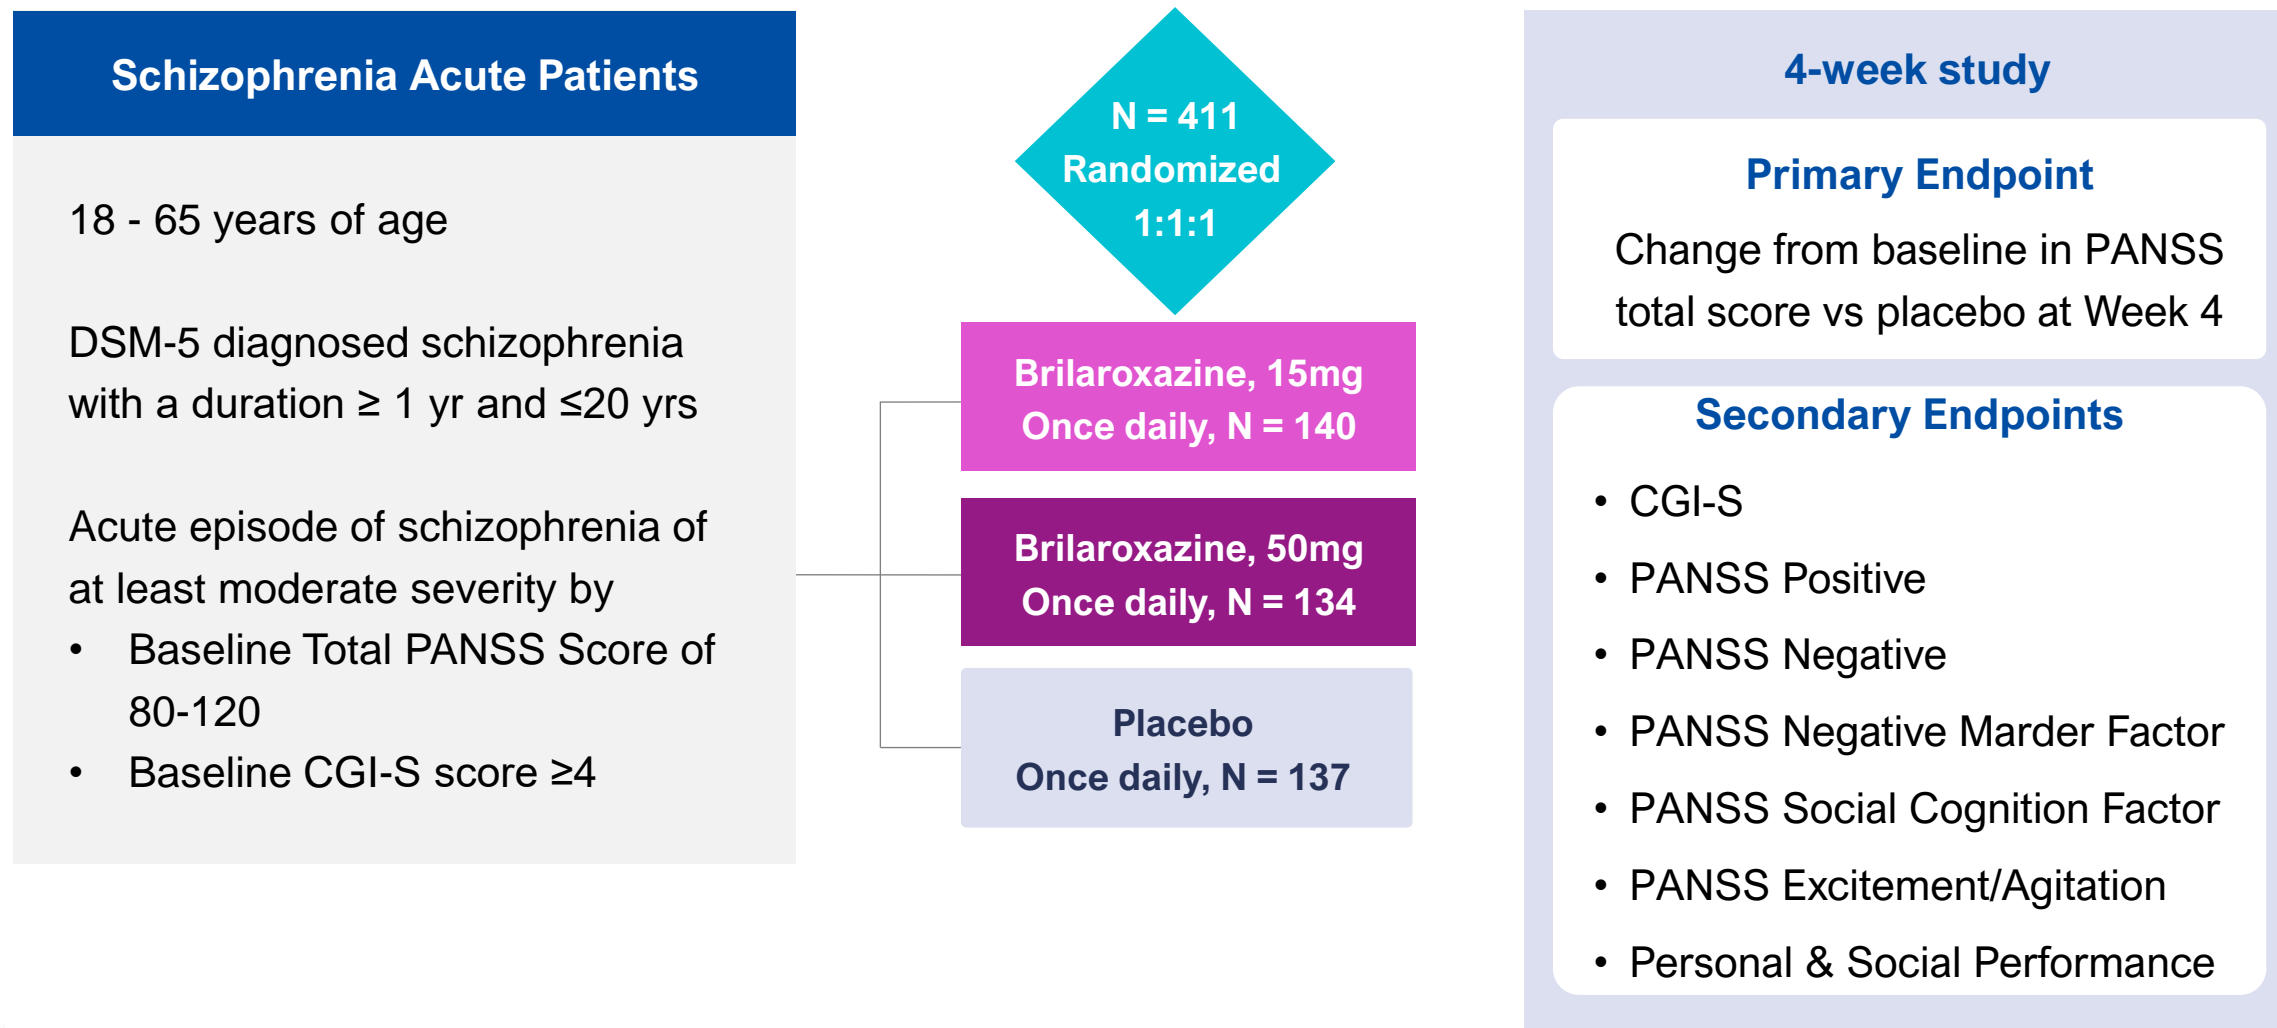 Schizophrenia Acute Patients
18 - 65 years of age
DSM-5 diagnosed schizophrenia
with a duration ≥ 1 yr and ≤20 yrs
Acute episode of schizophrenia of
at least moderate severity by
• Baseline Total PANSS Score of
80-120
• Baseline CGI-S score ≥4
N = 411
Randomized
1:1:1
Brilaroxazine, 15mg
Once daily, N = 140
Brilaroxazine, 50mg
Once daily, N = 134
Placebo
Once daily, N = 137
4-week study
Primary Endpoint
Change from baseline in PANSS
total score vs placebo at Week 4
Secondary Endpoints
• CGI-S
• PANSS Positive
• PANSS Negative
• PANSS Negative Marder Factor
• PANSS Social Cognition Factor
• PANSS Excitement/Agitation
• Personal & Social Performance